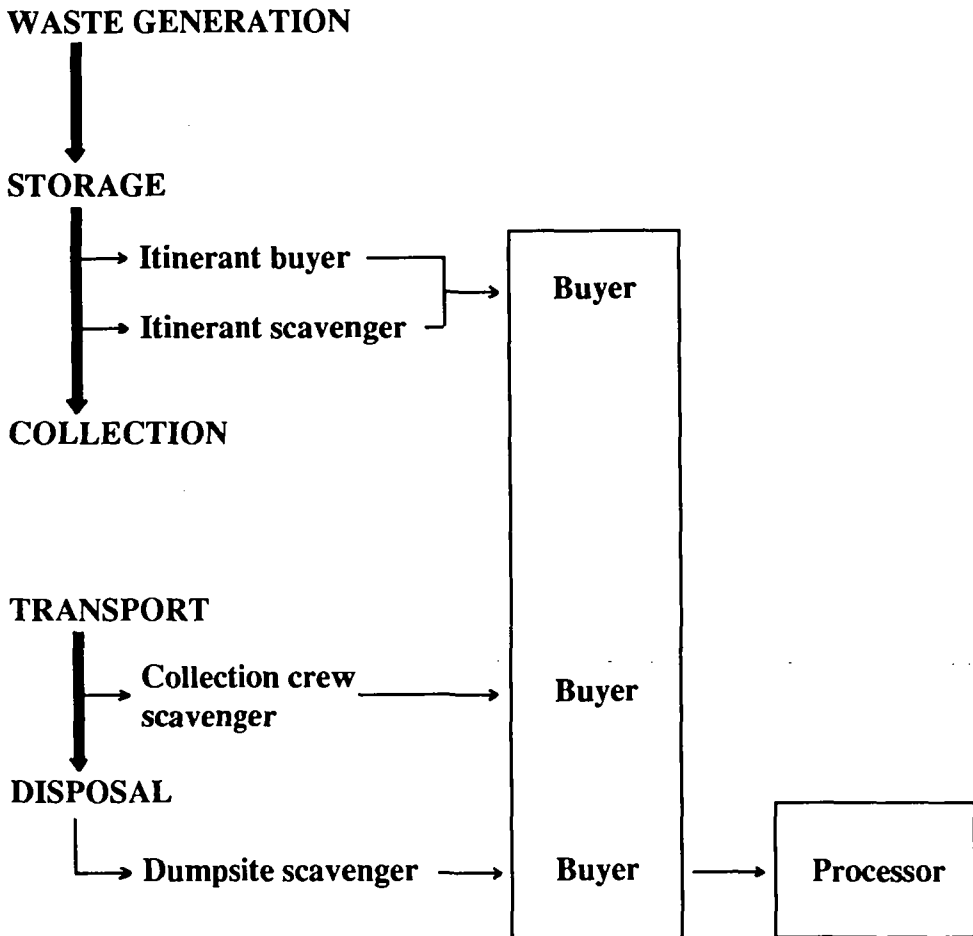 WASTE GENERATION
STORAGE
Itinerant buyer
Buyer
Itinerant scavenger
COLLECTION
TRANSPORT
Collection crew
scavenger
Buyer
DISPOSAL
Dumpsite scavenger
Buyer
Processor